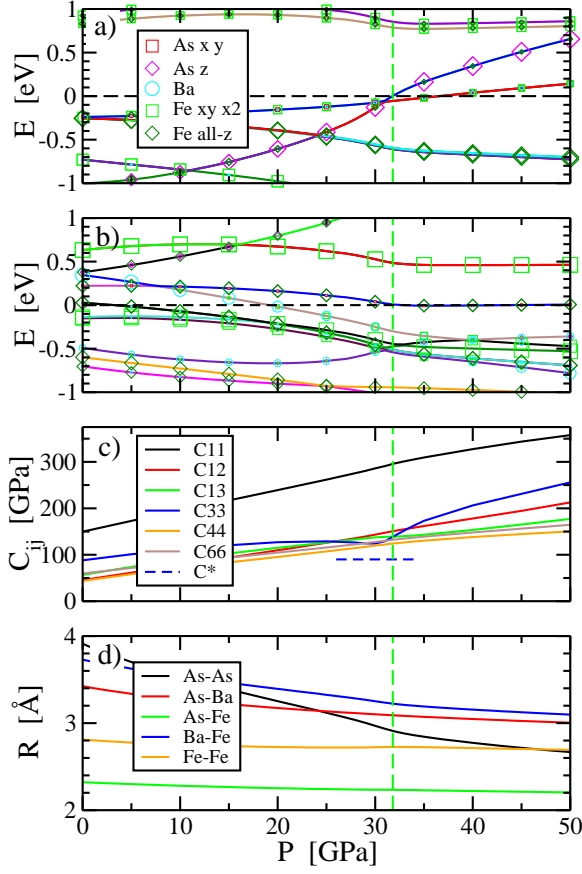 a)
1
0.5
0
-0.5
-1
E [eV]
As x y
As z
Ba
Fe xy x2
Fe all-z
b)
1
0.5
0
-0.5
-1
E [eV]
c)
300
200
100
0
C_ij [GPa]
C11
C12
C13
C33
C44
C66
C*
d)
4
3
2
R [Å]
As-As
As-Ba
As-Fe
Ba-Fe
Fe-Fe
0 10 20 30 40 50
P [GPa]